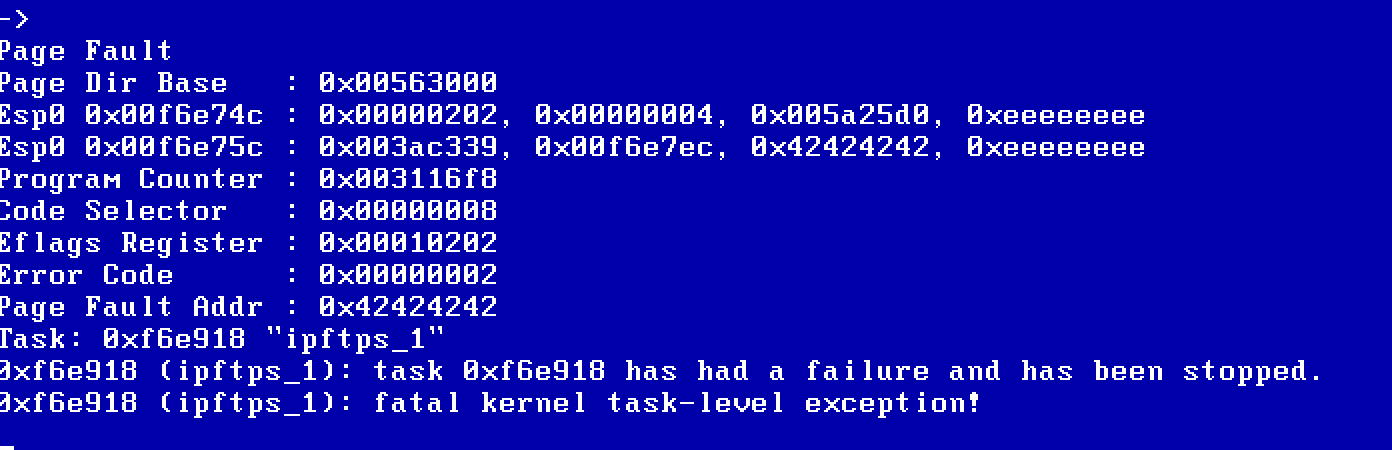 ->
Page Fault
Page Dir Base   : 0x00563000
Esp0 0x00f6e74c : 0x00000202, 0x00000004, 0x005a25d0, 0xeeeeeeee
Esp0 0x00f6e75c : 0x003ac339, 0x00f6e7ec, 0x42424242, 0xeeeeeeee
Program Counter : 0x003116f8
Code Selector   : 0x00000008
Eflags Register : 0x00010202
Error Code      : 0x00000002
Page Fault Addr : 0x42424242
Task: 0xf6e918 "ipftps_1"
0xf6e918 (ipftps_1): task 0xf6e918 has had a failure and has been stopped.
0xf6e918 (ipftps_1): fatal kernel task-level exception!